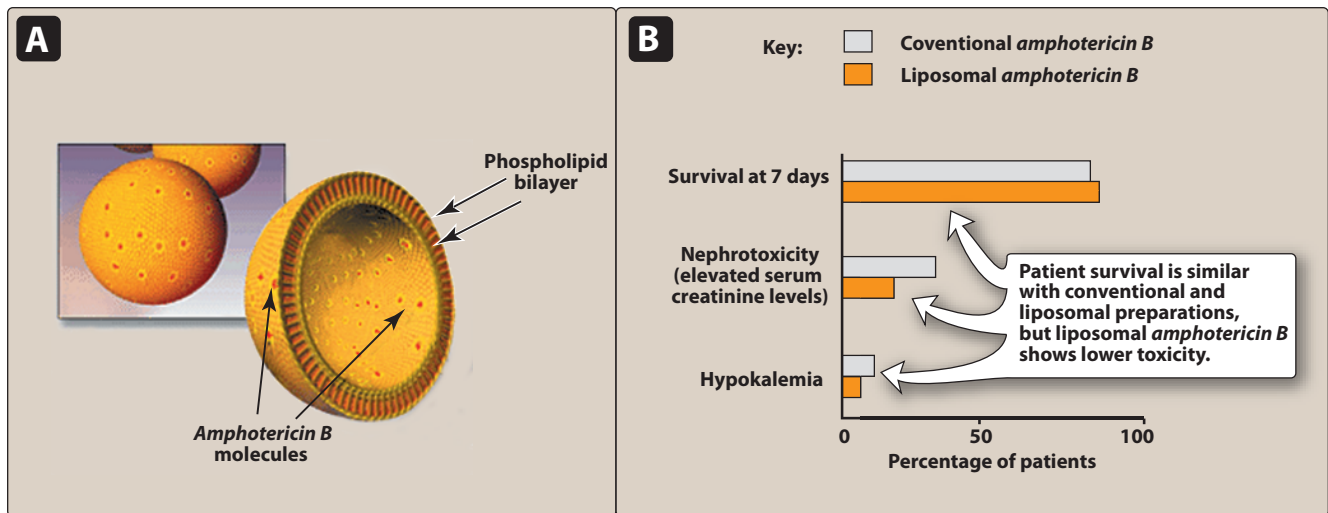 A
Phospholipid
bilayer
Amphotericin B
molecules
B
Key:
Coventional amphotericin B
Liposomal amphotericin B
Survival at 7 days
Nephrotoxicity
(elevated serum
creatinine levels)
Hypokalemia
Patient survival is similar
with conventional and
liposomal preparations,
but liposomal amphotericin B
shows lower toxicity.
0 50 100
Percentage of patients